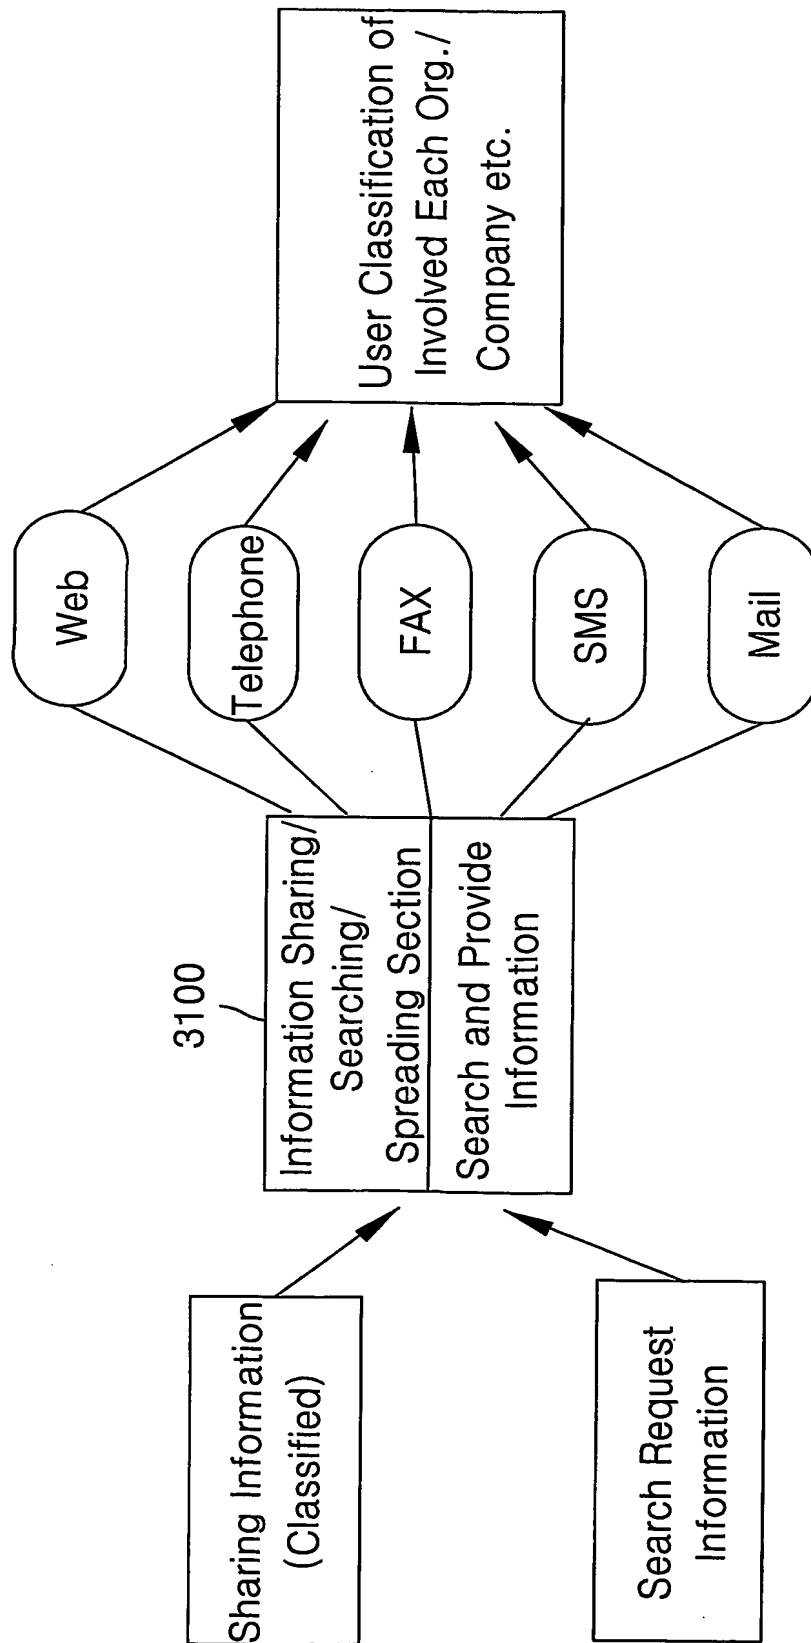 Sharing Information
(Classified)
Search Request
Information
3100
Information Sharing/
Searching/
Spreading Section
Search and Provide
Information
Web
Telephone
FAX
SMS
Mail
User Classification of
Involved Each Org./
Company etc.